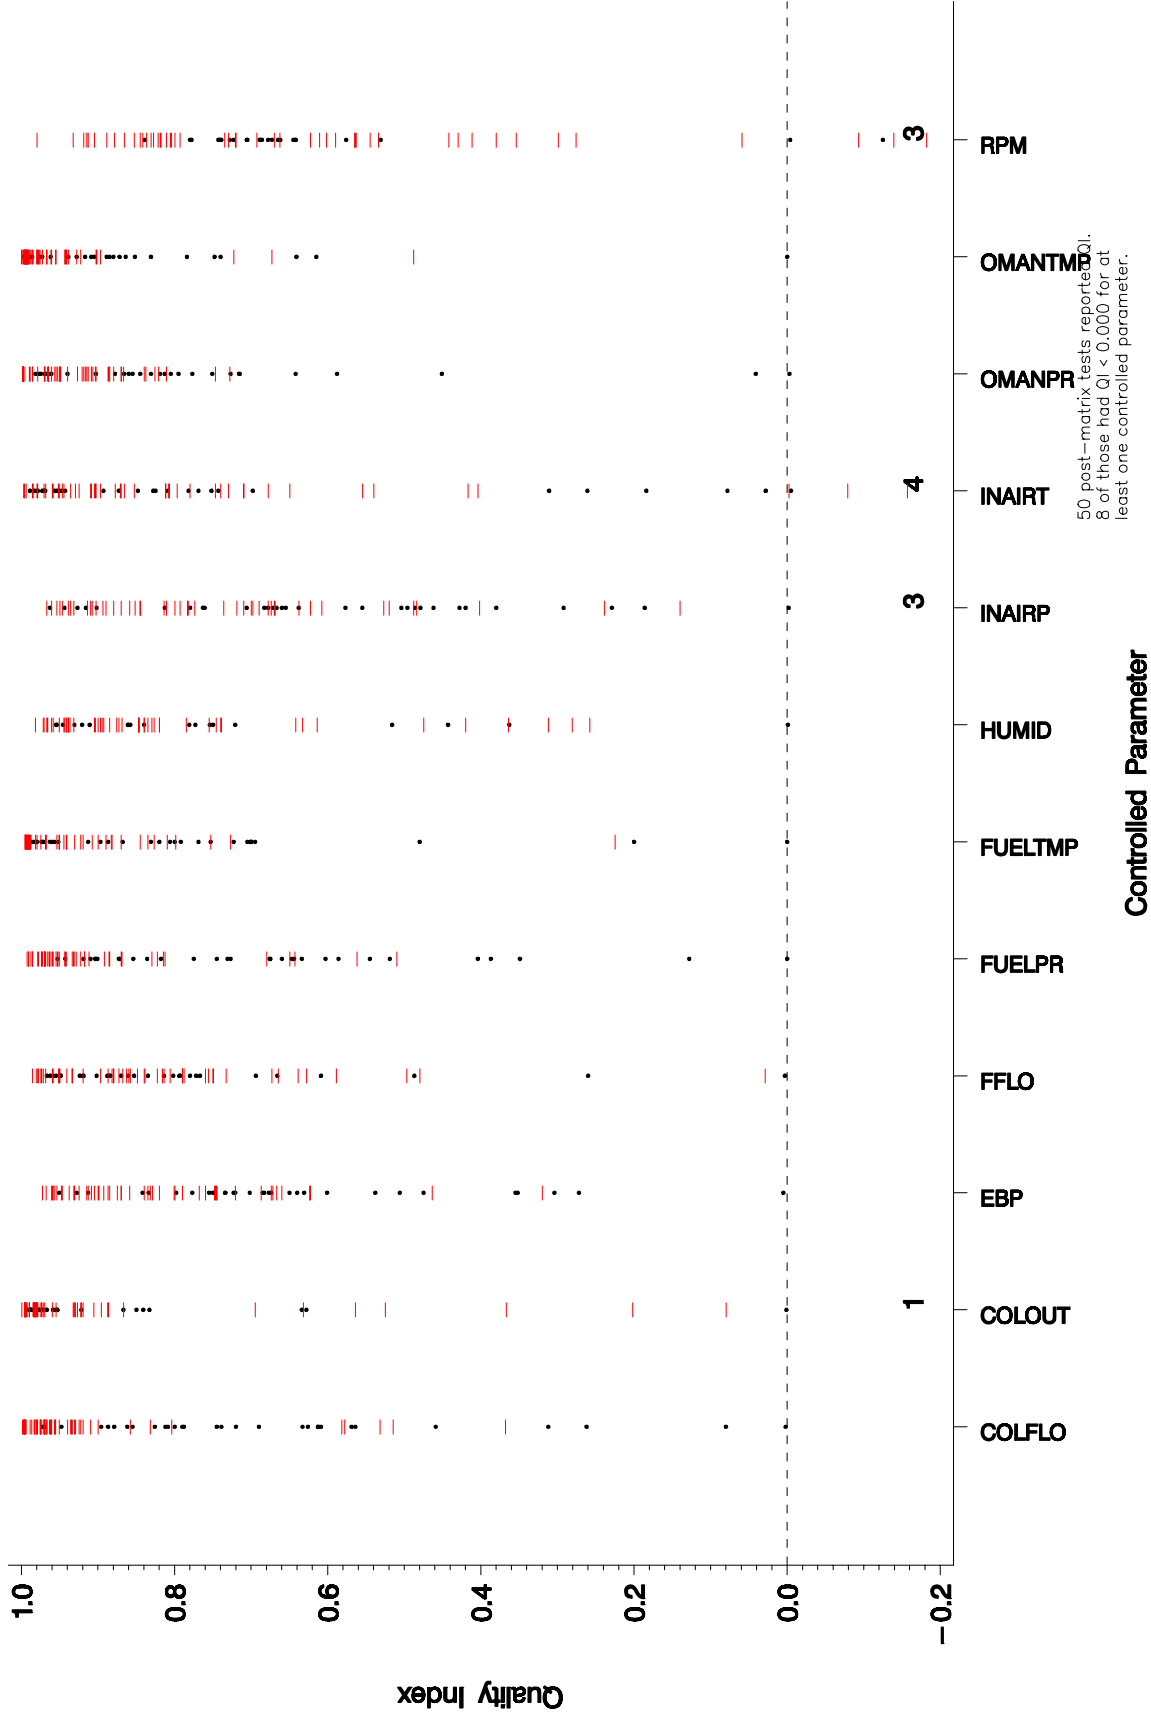 Quality Index
1.0
0.8
0.6
0.4
0.2
0.0
−0.2
1
3
4
3
COLFLO
COLOUT
EBP
FFLO
FUELPR
FUELTMP
HUMID
INAIRP
INAIRT
OMANPR
OMANTMP
RPM
Controlled Parameter
50 post−matrix tests reported QI.
8 of those had QI < 0.000 for at
least one controlled parameter.